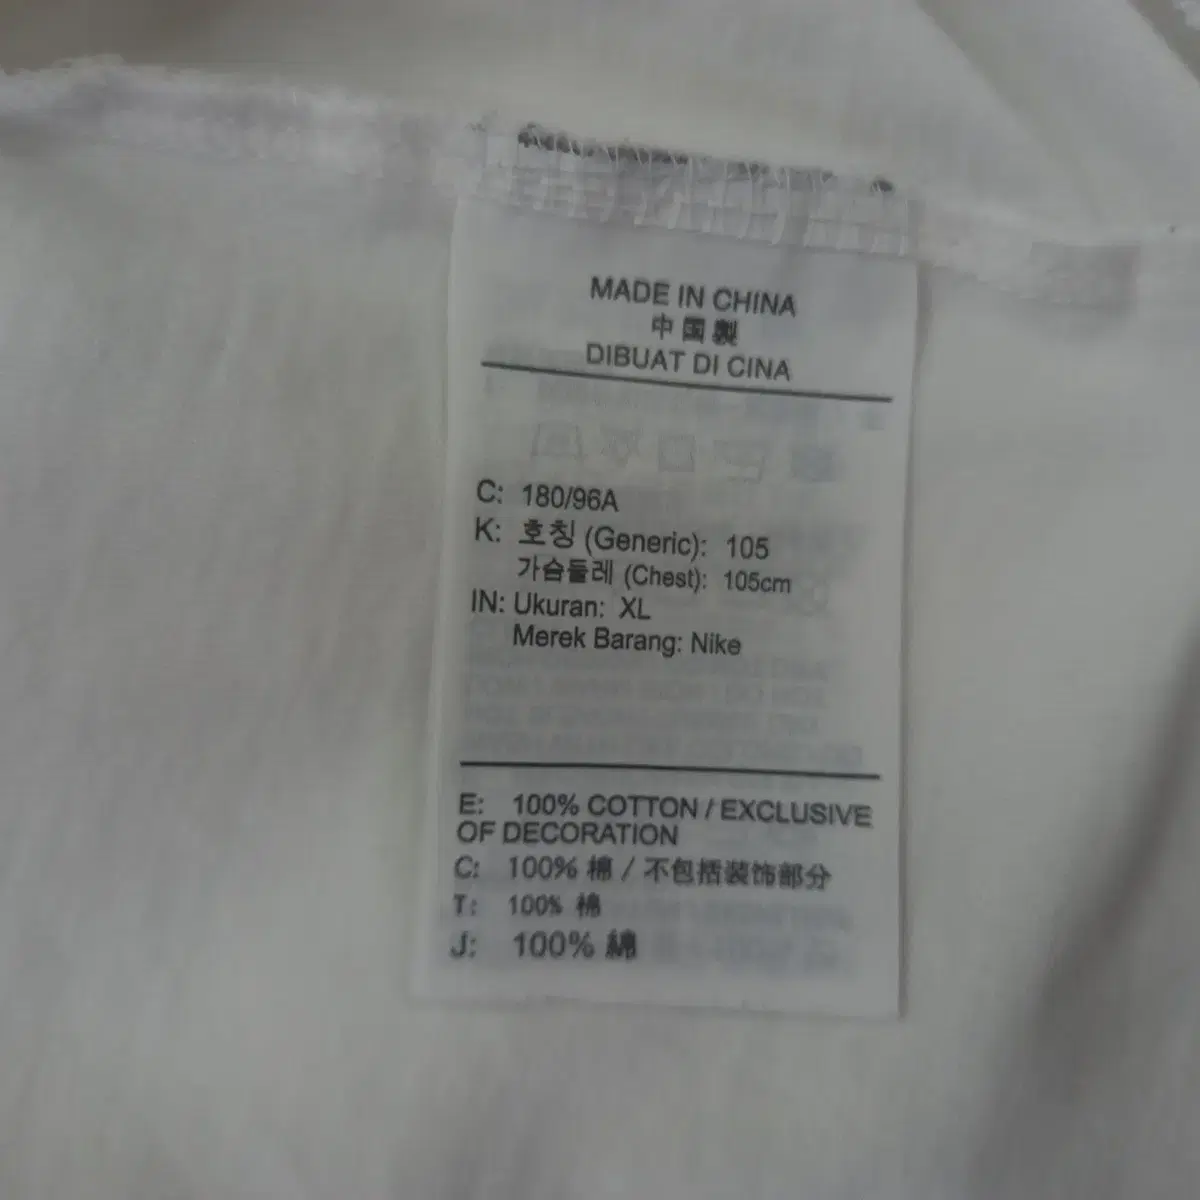 MADE IN CHINA
中国製
DIBUAT DI CINA
C: 180/96A
K: 호칭 (Generic): 105
가슴둘레 (Chest): 105cm
IN: Ukuran: XL
Merek Barang: Nike
E: 100% COTTON / EXCLUSIVE
OF DECORATION
C: 100% 棉 / 不包括装饰部分
T: 100% 棉
J: 100% 綿